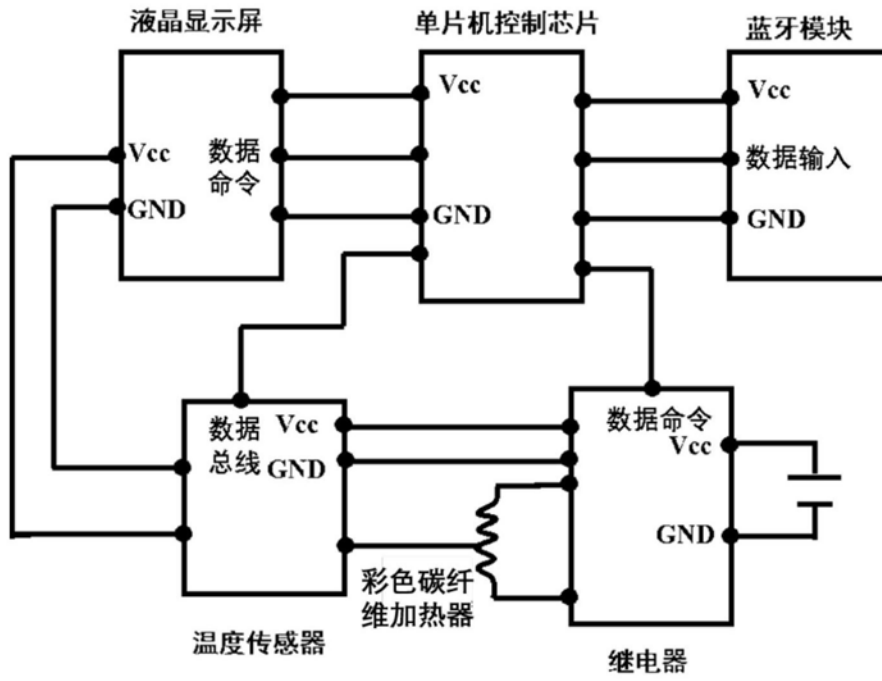 液晶显示屏
单片机控制芯片
蓝牙模块
Vcc
数据
命令
GND
Vcc
GND
Vcc
数据输入
GND
数据
总线
Vcc
GND
数据命令
Vcc
GND
彩色碳纤
维加热器
温度传感器
继电器